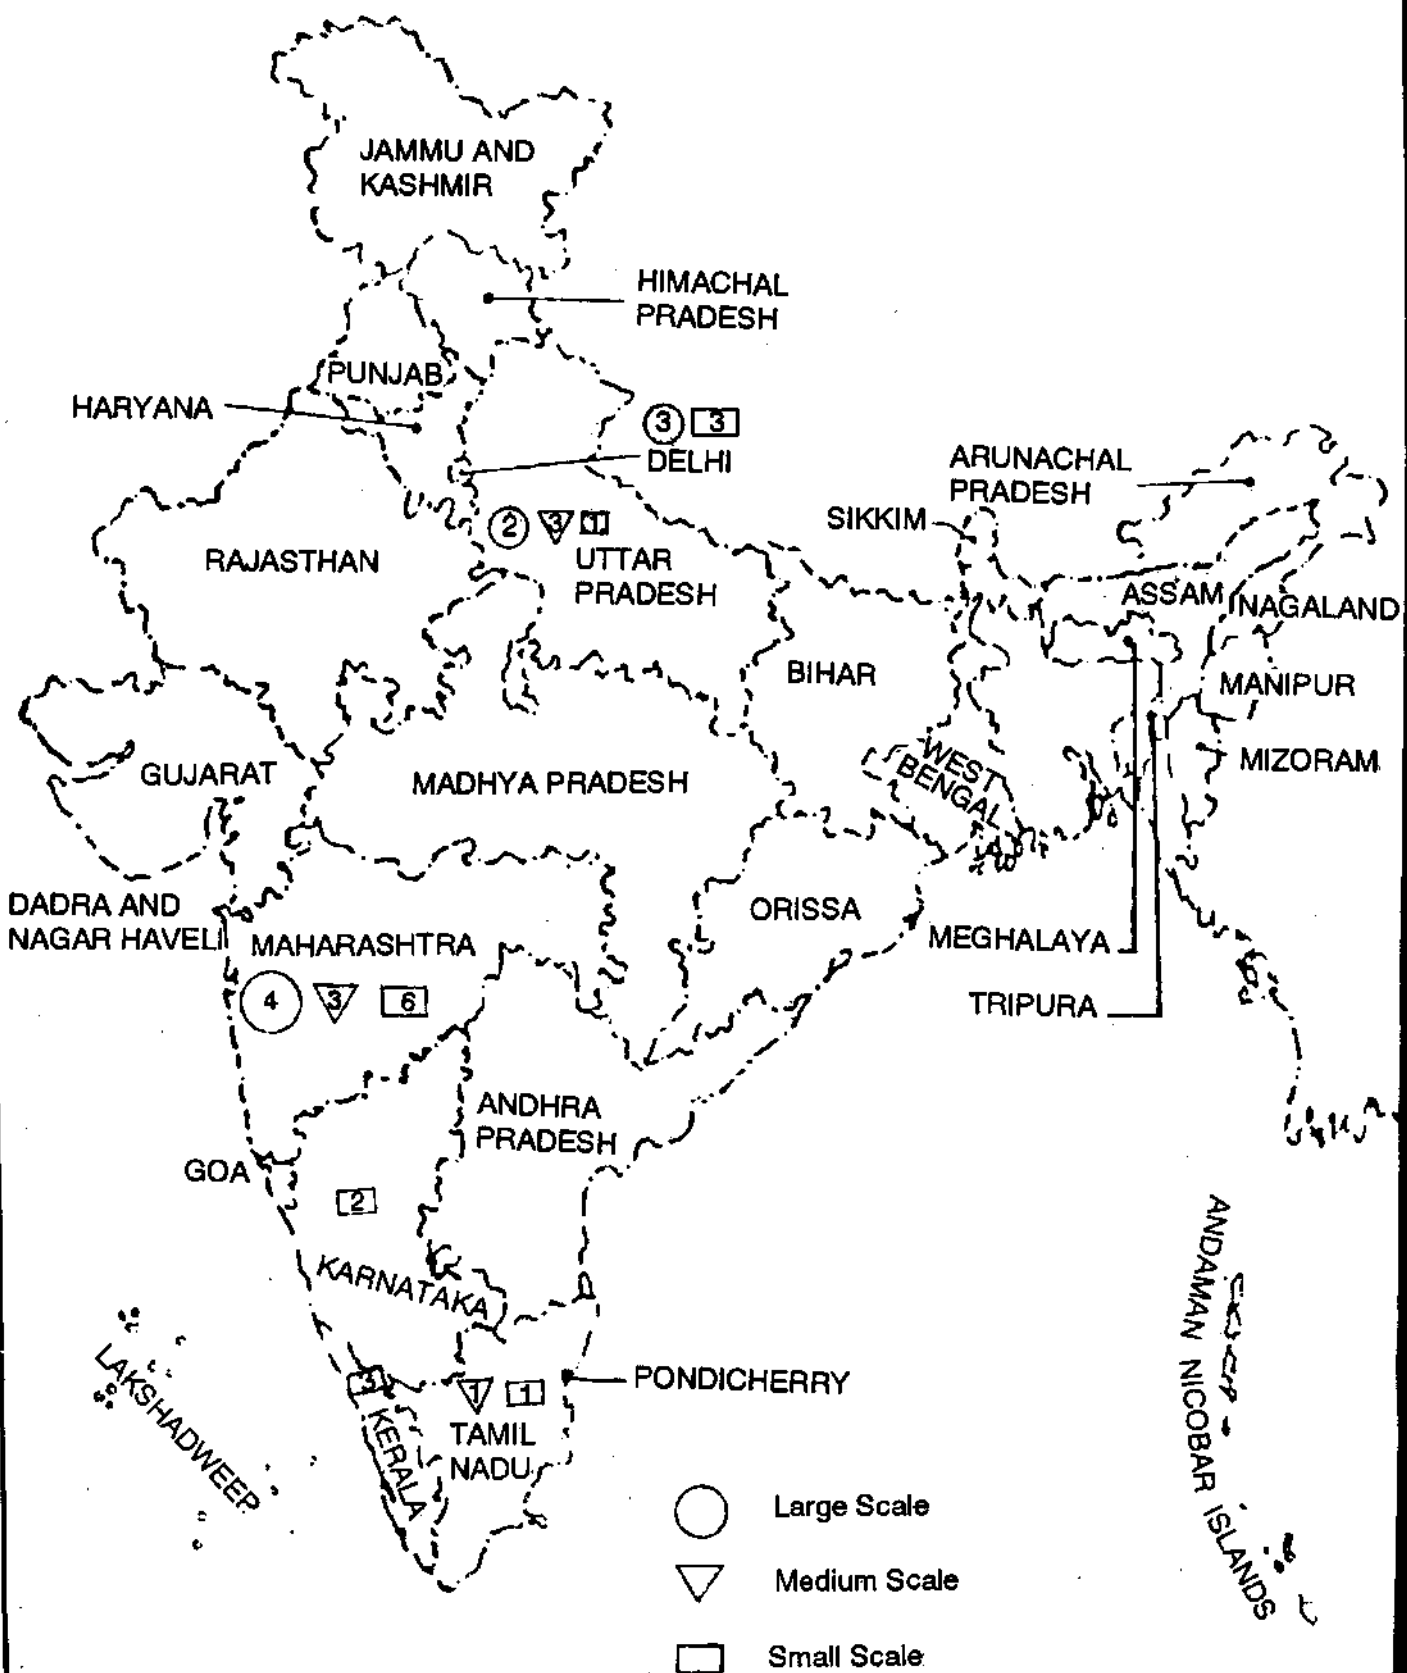 JAMMU AND
KASHMIR
HIMACHAL
PRADESH
PUNJAB
HARYANA
3 3
DELHI
ARUNACHAL
PRADESH
SIKKIM
2 3 1
UTTAR
PRADESH
RAJASTHAN
ASSAM
NAGALAND
BIHAR
MANIPUR
WEST
BENGAL
MIZORAM
GUJARAT
MADHYA PRADESH
DADRA AND
NAGAR HAVELI
MAHARASHTRA
ORISSA
MEGHALAYA
4 3 6
TRIPURA
ANDHRA
PRADESH
GOA
2
KARNATAKA
ANDAMAN NICOBAR ISLANDS
LAKSHADWEEP
3
KERALA
1 1
TAMIL
NADU
PONDICHERRY
Large Scale
Medium Scale
Small Scale